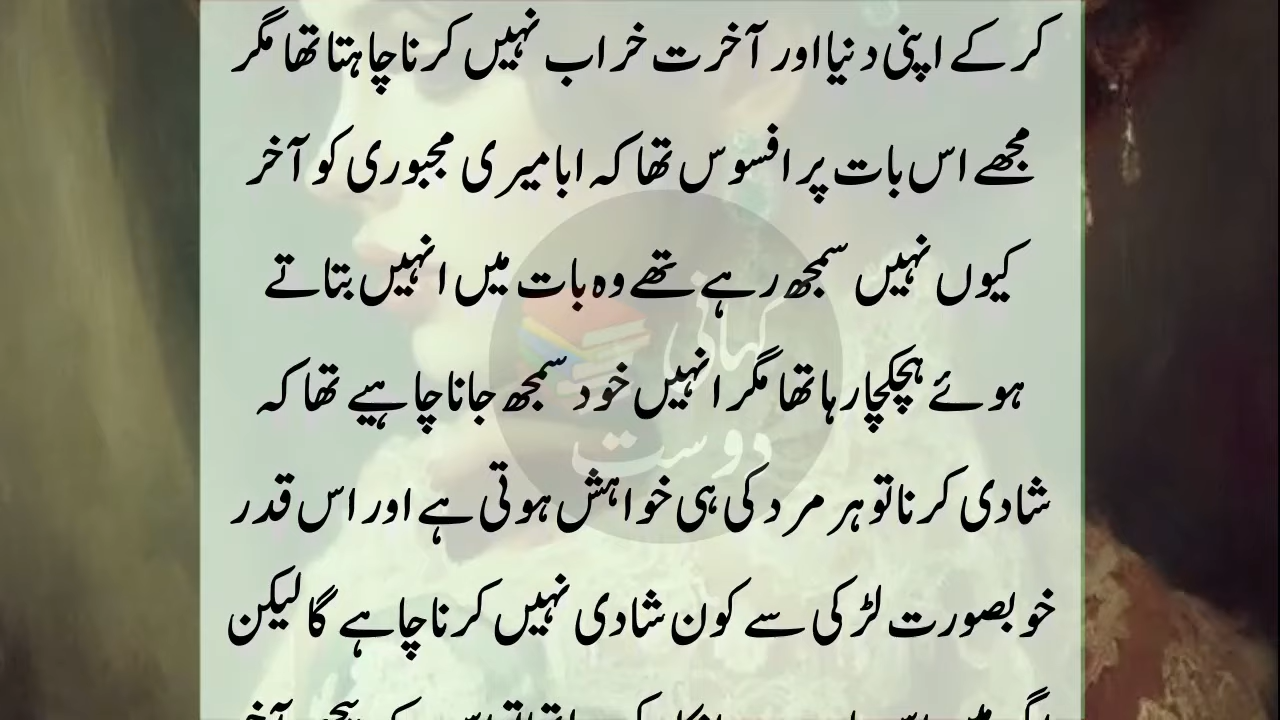 کر کے اپنی دنیا اور آخرت خراب نہیں کرنا چاہتا تھا مگر
مجھے اس بات پر افسوس تھا کہ ابا میری مجبوری کو آخر
کیوں نہیں سمجھ رہے تھے وہ بات میں انہیں بتاتے
ہوئے ہچکچا رہا تھا مگر انہیں خود سمجھ جانا چاہیے تھا کہ
شادی کرنا تو ہر مرد کی ہی خواہش ہوتی ہے اور اس قدر
خوبصورت لڑکی سے کون شادی نہیں کرنا چاہے گا لیکن
کہانی
دوست